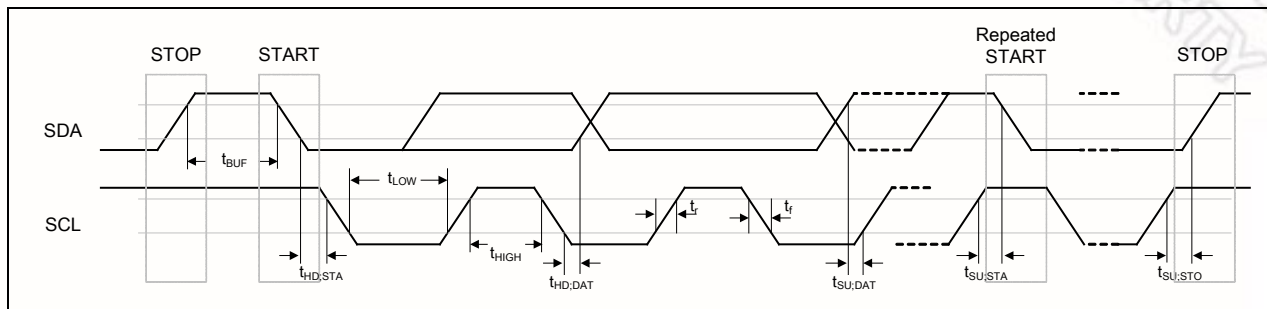 Repeated
STOP START START STOP
SDA
tBUF
tLOW
SCL
tr tf
tHD;STA tHIGH tHD;DAT tSU;DAT tSU;STA tSU;STO